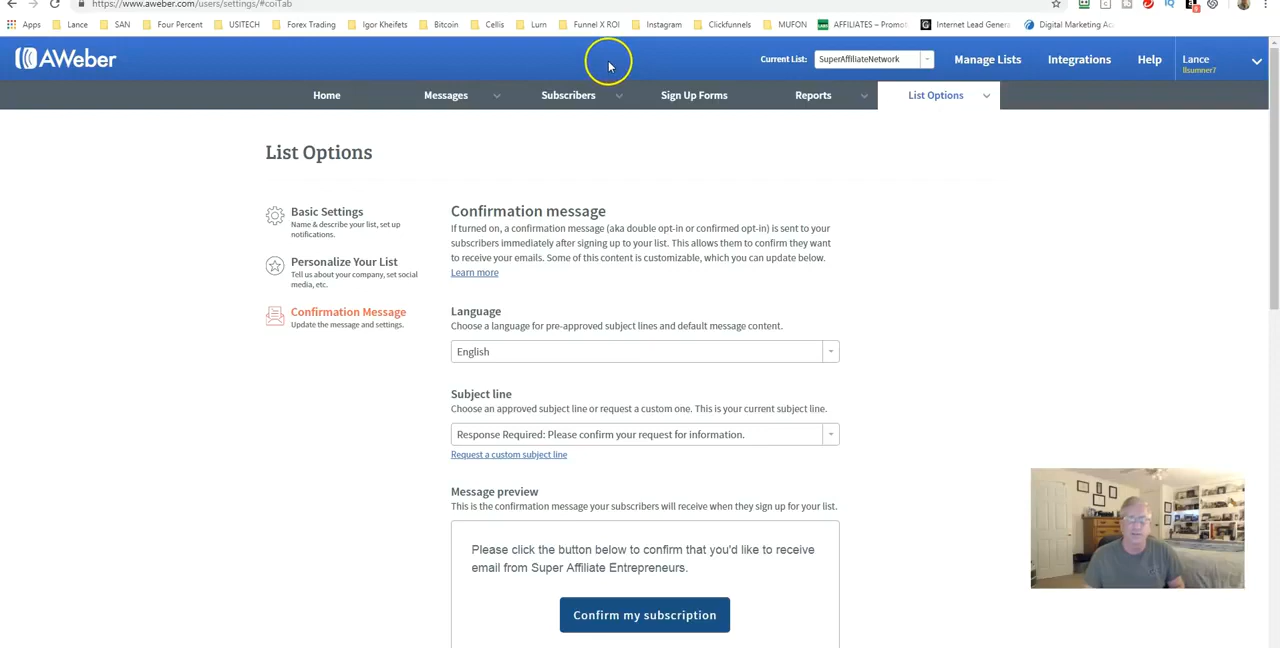 https://www.aweber.com/users/settings/#coiTab
Apps Lance SAN Four Percent USITECH Forex Trading Igor Kheifets Bitcoin Cellis Lurn Funnel X ROI Instagram Clickfunnels MUFON AFFILIATES – Promot Internet Lead Genera Digital Marketing Aca
AWeber
Current List: SuperAffiliateNetwork Manage Lists Integrations Help Lance
llsumner7
Home Messages Subscribers Sign Up Forms Reports List Options
List Options
Basic Settings
Name & describe your list, set up
notifications.
Personalize Your List
Tell us about your company, set social
media, etc.
Confirmation Message
Update the message and settings.
Confirmation message
If turned on, a confirmation message (aka double opt-in or confirmed opt-in) is sent to your
subscribers immediately after signing up to your list. This allows them to confirm they want
to receive your emails. Some of this content is customizable, which you can update below.
Learn more
Language
Choose a language for pre-approved subject lines and default message content.
English
Subject line
Choose an approved subject line or request a custom one. This is your current subject line.
Response Required: Please confirm your request for information.
Request a custom subject line
Message preview
This is the confirmation message your subscribers will receive when they sign up for your list.
Please click the button below to confirm that you'd like to receive
email from Super Affiliate Entrepreneurs.
Confirm my subscription